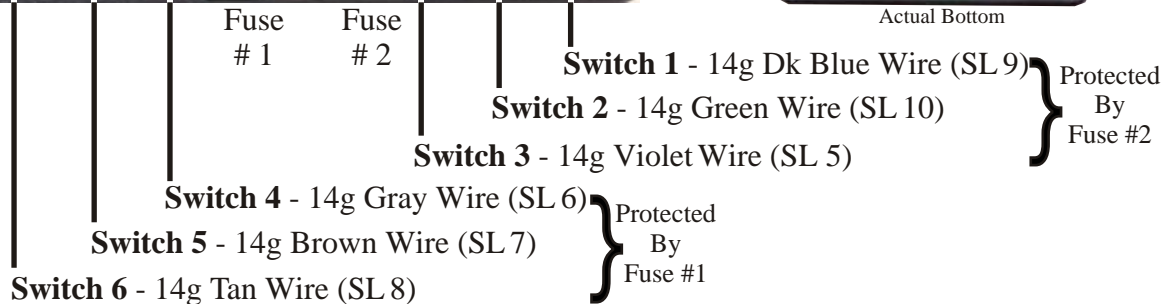 Fuse
# 1
Fuse
# 2
Actual Bottom
Switch 1 - 14g Dk Blue Wire (SL 9)
Switch 2 - 14g Green Wire (SL 10)
Switch 3 - 14g Violet Wire (SL 5)
Protected
By
Fuse #2
Switch 4 - 14g Gray Wire (SL 6)
Switch 5 - 14g Brown Wire (SL 7)
Switch 6 - 14g Tan Wire (SL 8)
Protected
By
Fuse #1